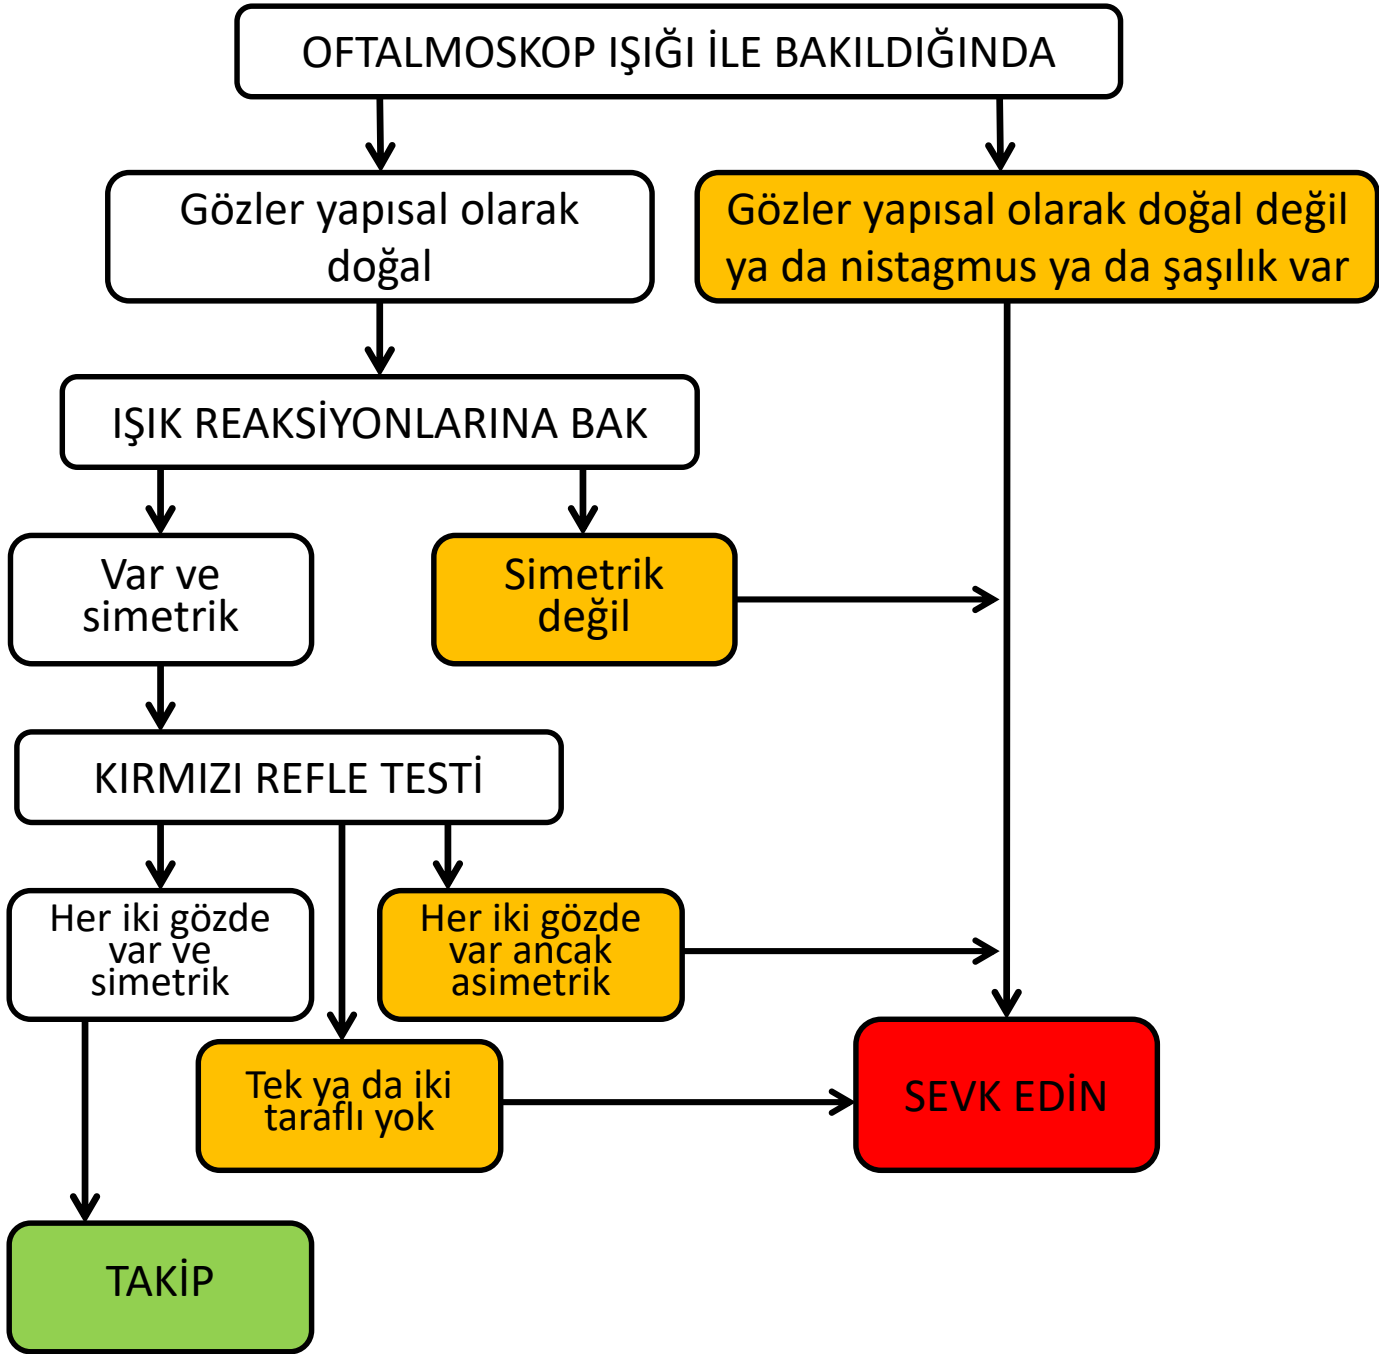 OFTALMOSKOP IŞIĞI İLE BAKILDIĞINDA
Gözler yapısal olarak
doğal
Gözler yapısal olarak doğal değil
ya da nistagmus ya da şaşılık var
IŞIK REAKSİYONLARINA BAK
Var ve
simetrik
Simetrik
değil
KIRMIZI REFLE TESTİ
Her iki gözde
var ve
simetrik
Her iki gözde
var ancak
asimetrik
Tek ya da iki
taraflı yok
SEVK EDİN
TAKİP